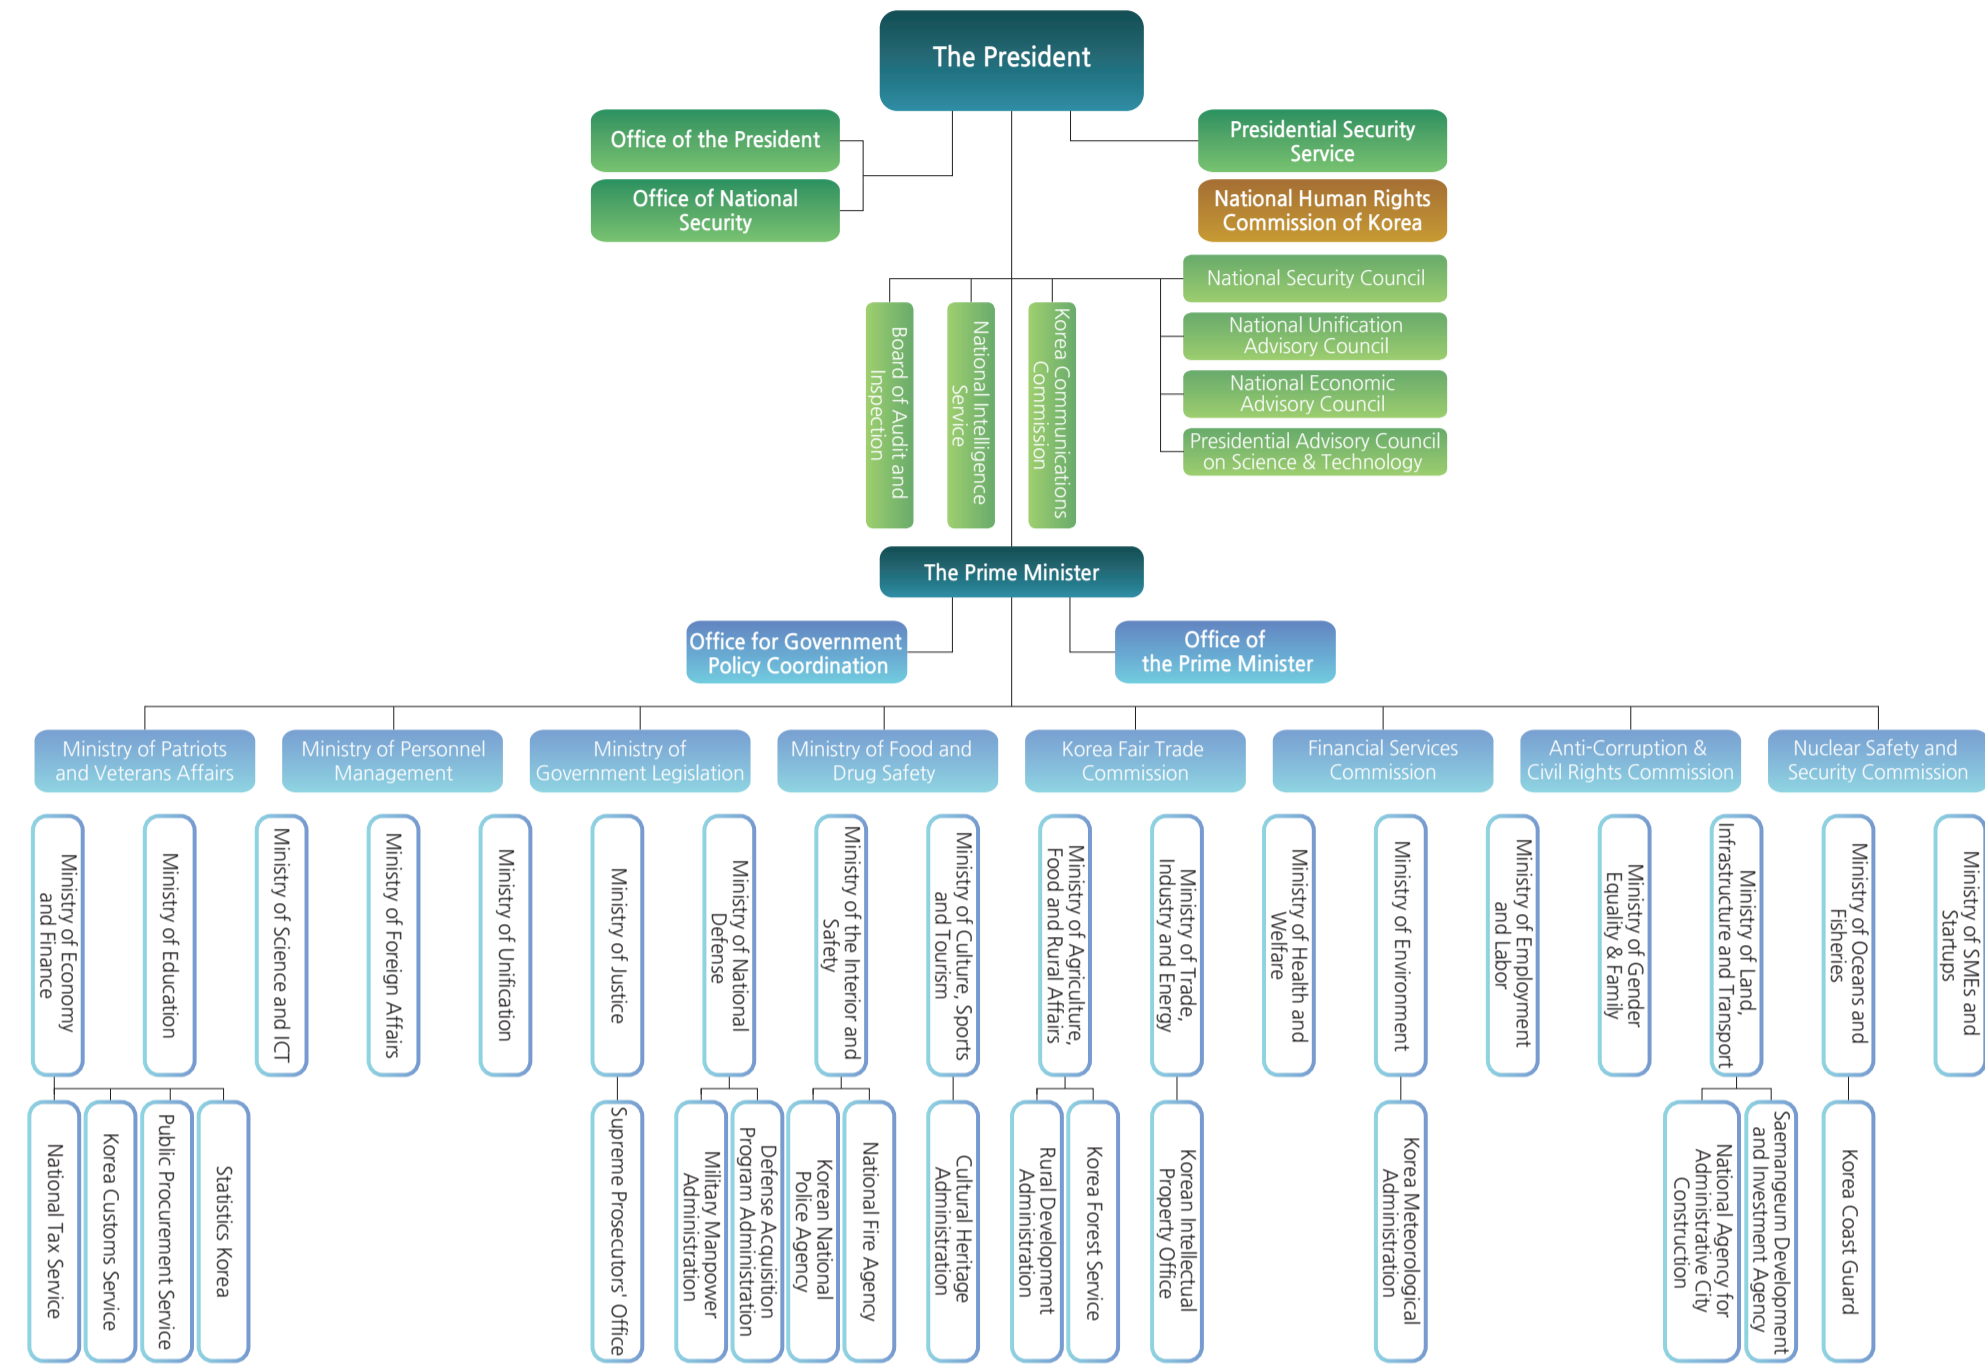 The President
Office of the President
Presidential Security
Service
Office of National
Security
National Human Rights
Commission of Korea
National Security Council
National Unification
Advisory Council
National Economic
Advisory Council
Presidential Advisory Council
on Science & Technology
Board of Audit and
Inspection
National Intelligence
Service
Korea Communications
Commission
The Prime Minister
Office for Government
Policy Coordination
Office of
the Prime Minister
Ministry of Patriots
and Veterans Affairs
Ministry of Personnel
Management
Ministry of
Government Legislation
Ministry of Food and
Drug Safety
Korea Fair Trade
Commission
Financial Services
Commission
Anti-Corruption &
Civil Rights Commission
Nuclear Safety and
Security Commission
Ministry of Economy
and Finance
Ministry of Education
Ministry of Science and ICT
Ministry of Foreign Affairs
Ministry of Unification
Ministry of Justice
Ministry of National
Defense
Ministry of the Interior and
Safety
Ministry of Culture, Sports
and Tourism
Ministry of Agriculture,
Food and Rural Affairs
Ministry of Trade,
Industry and Energy
Ministry of Health and
Welfare
Ministry of Environment
Ministry of Employment
and Labor
Ministry of Gender
Equality & Family
Ministry of Land,
Infrastructure and Transport
Ministry of Oceans and
Fisheries
Ministry of SMEs and
Startups
National Tax Service
Korea Customs Service
Public Procurement Service
Statistics Korea
Supreme Prosecutors' Office
Military Manpower
Administration
Defense Acquisition
Program Administration
Korean National
Police Agency
National Fire Agency
Cultural Heritage
Administration
Rural Development
Administration
Korea Forest Service
Korean Intellectual
Property Office
Korea Meteorological
Administration
National Agency for
Administrative City
Construction
Saemangeum Development
and Investment Agency
Korea Coast Guard